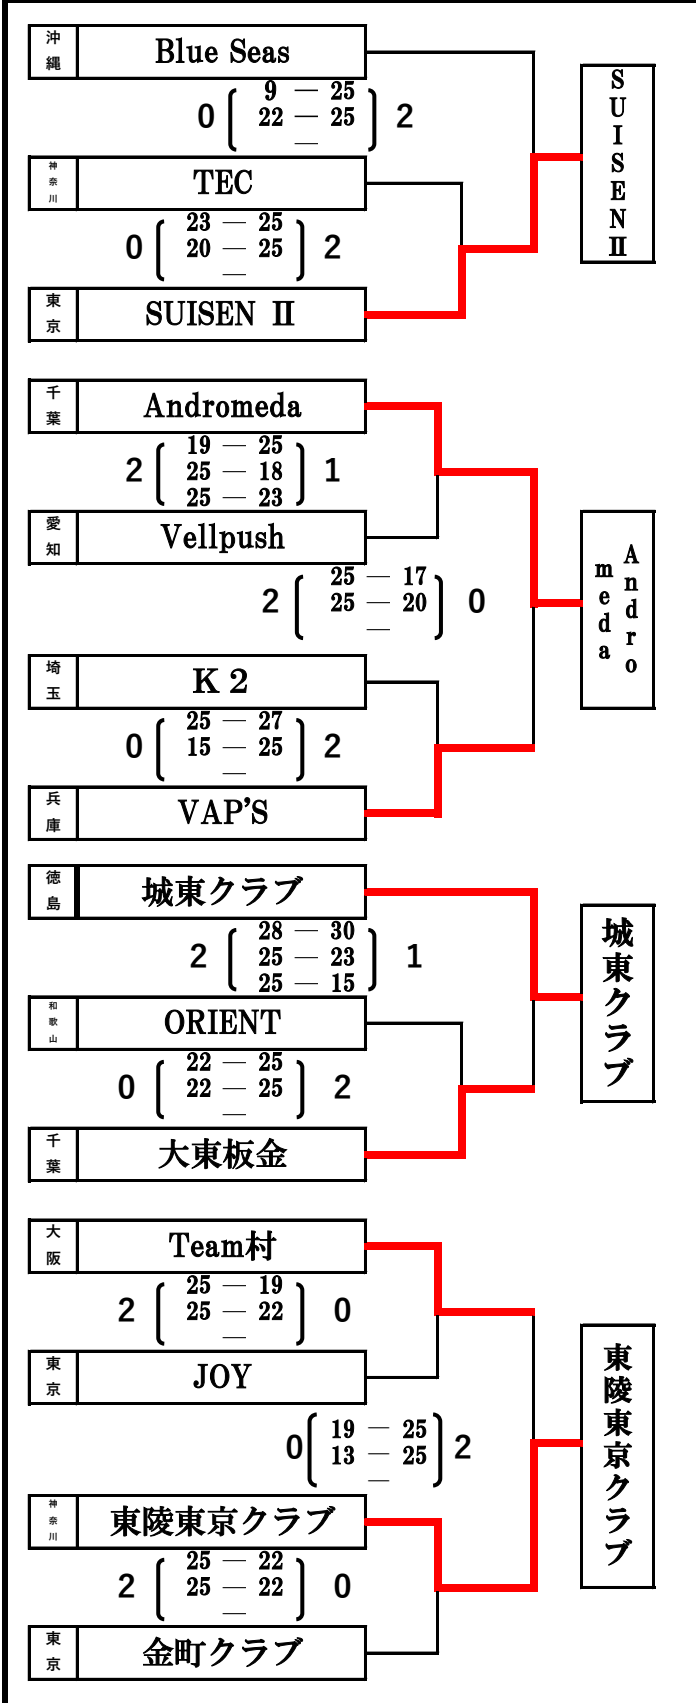 沖縄 Blue Seas
9 — 25
0 22 — 25 2
—
神奈川 TEC
23 — 25
0 20 — 25 2
—
東京 SUISEN Ⅱ
SUISENⅡ
千葉 Andromeda
19 — 25
2 25 — 18 1
25 — 23
愛知 Vellpush
25 — 17
2 25 — 20 0
—
Andro
meda
埼玉 K 2
25 — 27
0 15 — 25 2
—
兵庫 VAP'S
徳島 城東クラブ
28 — 30
2 25 — 23 1
25 — 15
和歌山 ORIENT
22 — 25
0 22 — 25 2
—
千葉 大東板金
城東クラブ
大阪 Team村
25 — 19
2 25 — 22 0
—
東京 JOY
19 — 25
0 13 — 25 2
—
東陵東京クラブ
神奈川 東陵東京クラブ
25 — 22
2 25 — 22 0
—
東京 金町クラブ